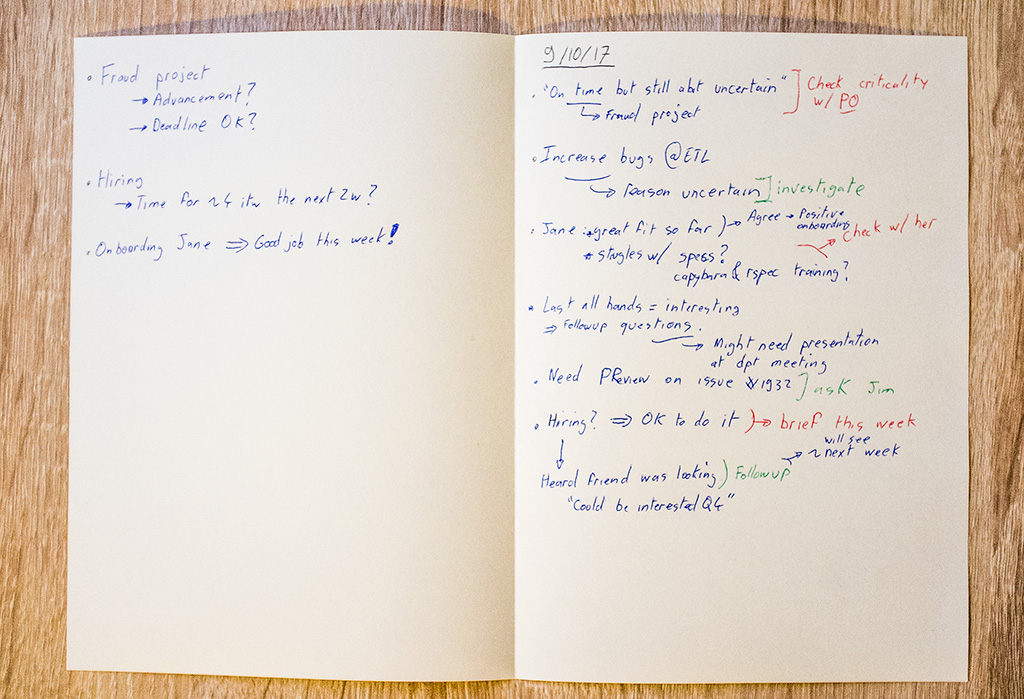 • Fraud project
→ Advancement?
→ Deadline OK?
• Hiring
→ Time for ~4 itw the next 2w?
• Onboarding Jane ⇒ Good job this week!
9/10/17
• "On time but still abt uncertain" ] Check criticality
w/ PO
↳ Fraud project
• Increase bugs @ETL
↳ reason uncertain ] investigate
• Jane : great fit so far ) → Agree → Positive
onboarding
→ Check w/ her
* strugles w/ specs?
capybara & rspec training?
• Last all hands = interesting
⇒ Followup questions.
→ Might need presentation
at dpt meeting
• Need PReview on issue #1932 ] ask Jim
• Hiring? ⇒ OK to do it ) → brief this week
will see
→ ~next week
↓
Heard friend was looking ) Followup
"Could be interested Q4"